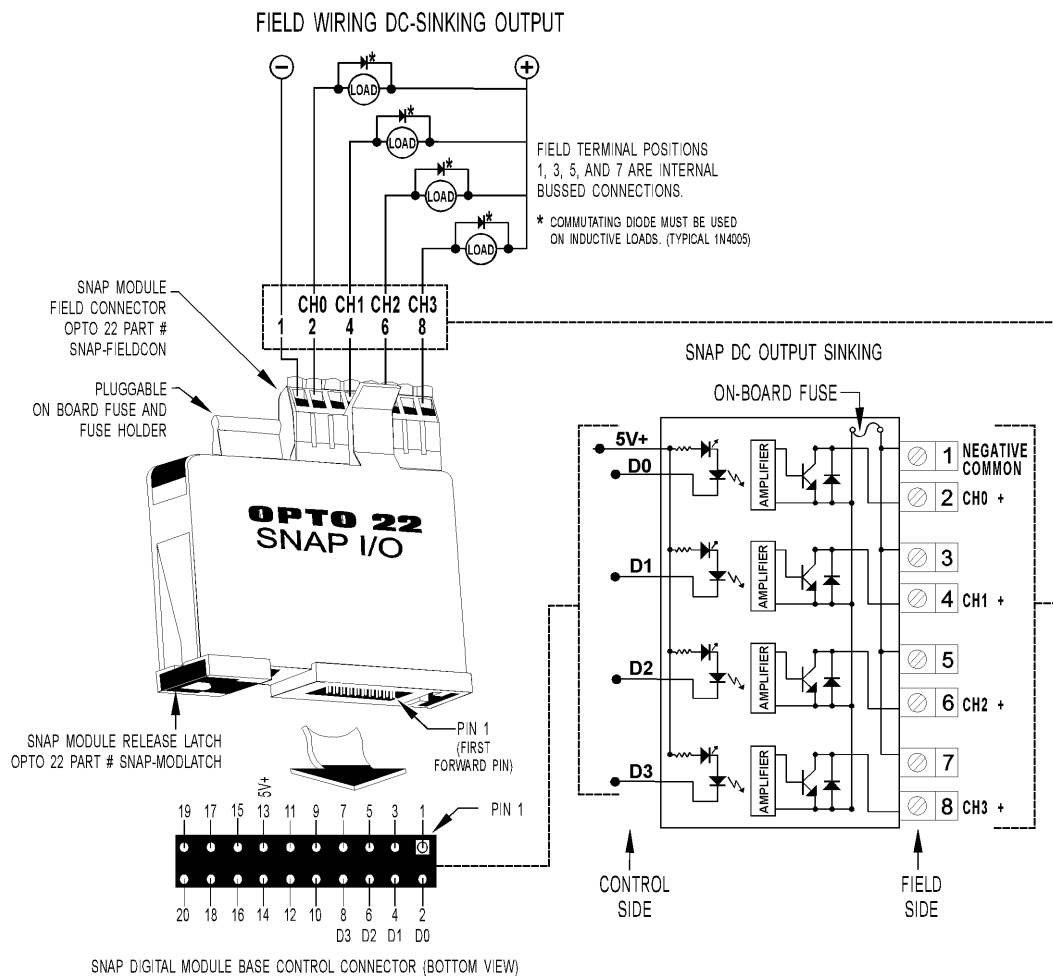 FIELD WIRING DC-SINKING OUTPUT
− +
*
LOAD
*
LOAD
*
LOAD
*
LOAD
FIELD TERMINAL POSITIONS
1, 3, 5, AND 7 ARE INTERNAL
BUSSED CONNECTIONS.
* COMMUTATING DIODE MUST BE USED
ON INDUCTIVE LOADS. (TYPICAL 1N4005)
CH0 CH1 CH2 CH3
1 2 4 6 8
SNAP MODULE
FIELD CONNECTOR
OPTO 22 PART #
SNAP-FIELDCON
PLUGGABLE
ON BOARD FUSE AND
FUSE HOLDER
OPTO 22
SNAP I/O
SNAP MODULE RELEASE LATCH
OPTO 22 PART # SNAP-MODLATCH
PIN 1
(FIRST
FORWARD PIN)
5V+
19 17 15 13 11 9 7 5 3 1
PIN 1
20 18 16 14 12 10 8 6 4 2
D3 D2 D1 D0
SNAP DIGITAL MODULE BASE CONTROL CONNECTOR (BOTTOM VIEW)
SNAP DC OUTPUT SINKING
ON-BOARD FUSE
5V+
D0
AMPLIFIER
1 NEGATIVE
COMMON
2 CH0 +
D1
AMPLIFIER
3
4 CH1 +
D2
AMPLIFIER
5
6 CH2 +
D3
AMPLIFIER
7
8 CH3 +
CONTROL
SIDE
FIELD
SIDE